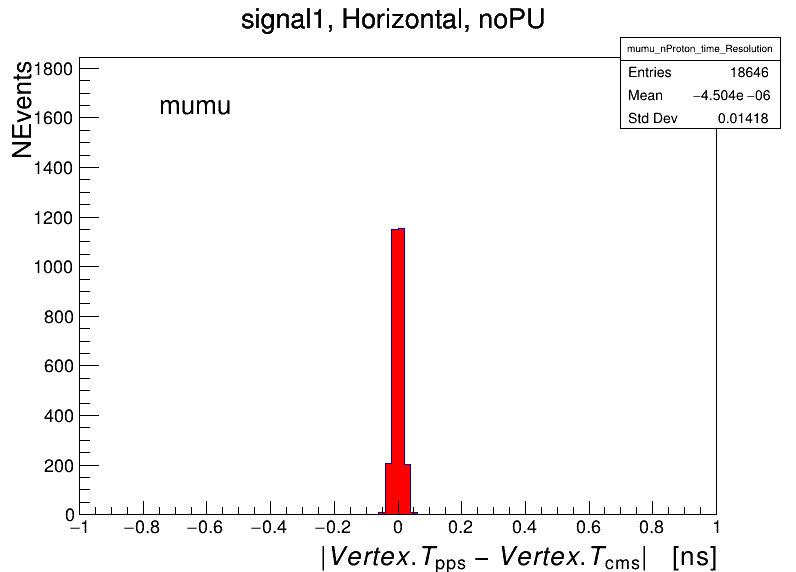 signal1, Horizontal, noPU
mumu_nProton_time_Resolution
Entries 18646
Mean −4.504e−06
Std Dev 0.01418
NEvents
mumu
1800
1600
1400
1200
1000
800
600
400
200
0
−1 −0.8 −0.6 −0.4 −0.2 0 0.2 0.4 0.6 0.8 1
|Vertex.Tpps − Vertex.Tcms| [ns]